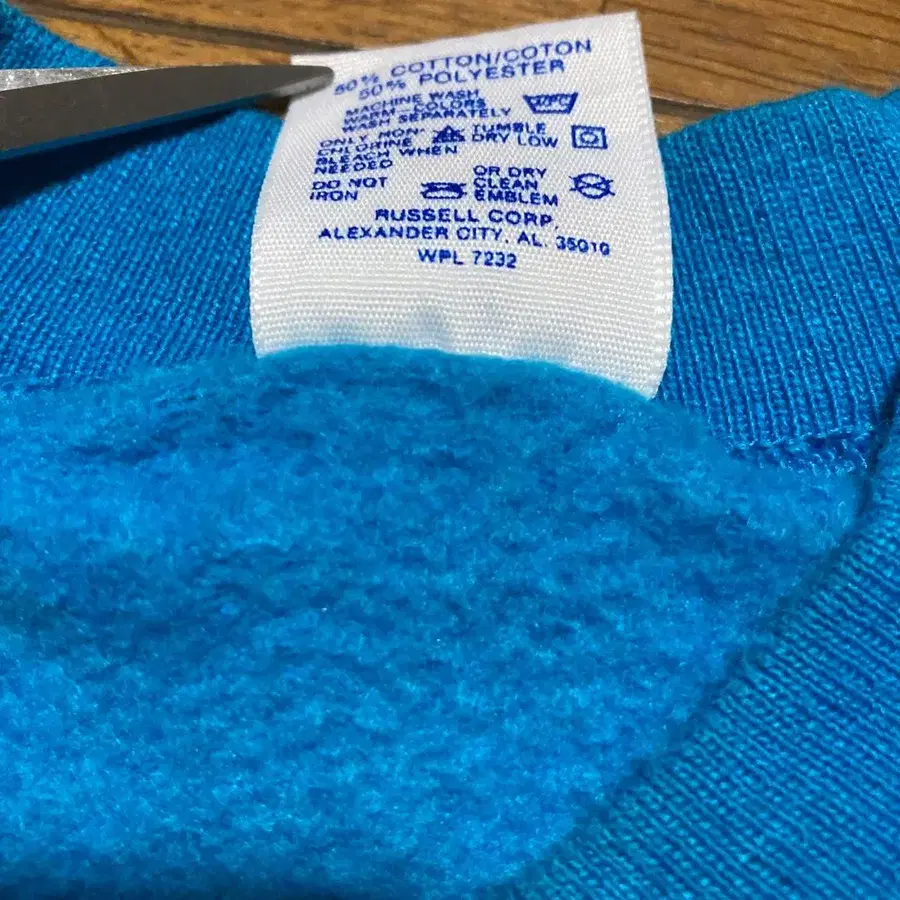 50% COTTON/COTON
50% POLYESTER
MACHINE WASH
WARM-COLORS
WASH SEPARATELY
ONLY NON-
CHLORINE
BLEACH WHEN
NEEDED
TUMBLE
DRY LOW
DO NOT
IRON
OR DRY
CLEAN
EMBLEM
RUSSELL CORP.
ALEXANDER CITY, AL. 35010
WPL 7232